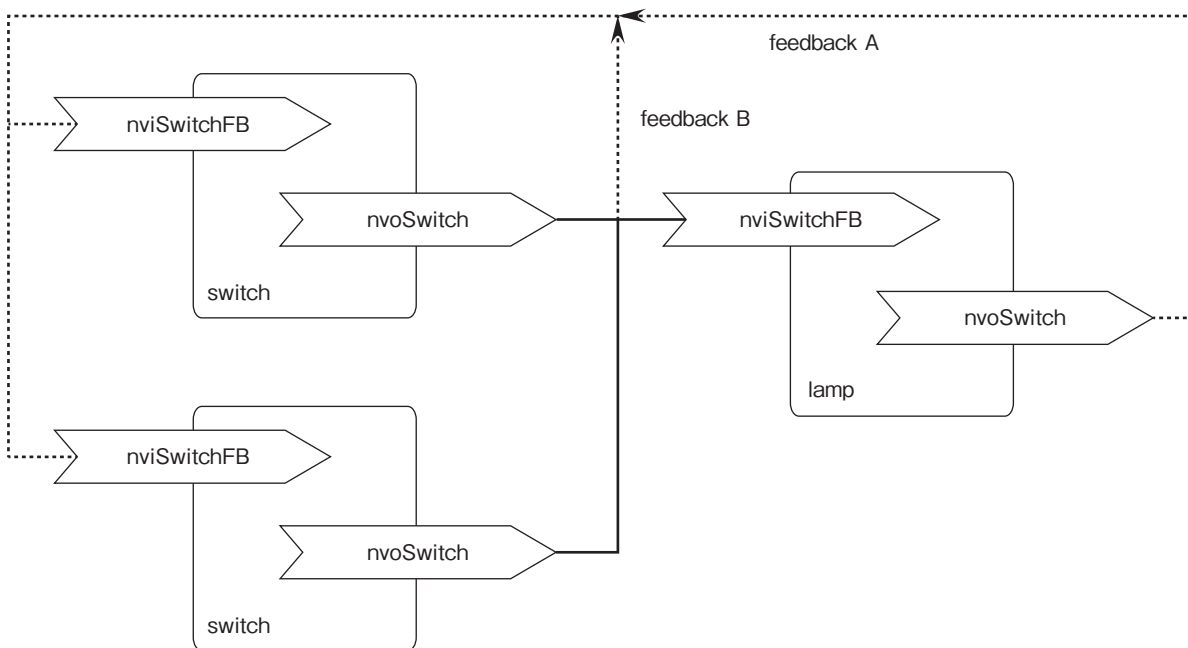 feedback A
nviSwitchFB
feedback B
nvoSwitch
switch
nviSwitchFB
nvoSwitch
lamp
nviSwitchFB
nvoSwitch
switch